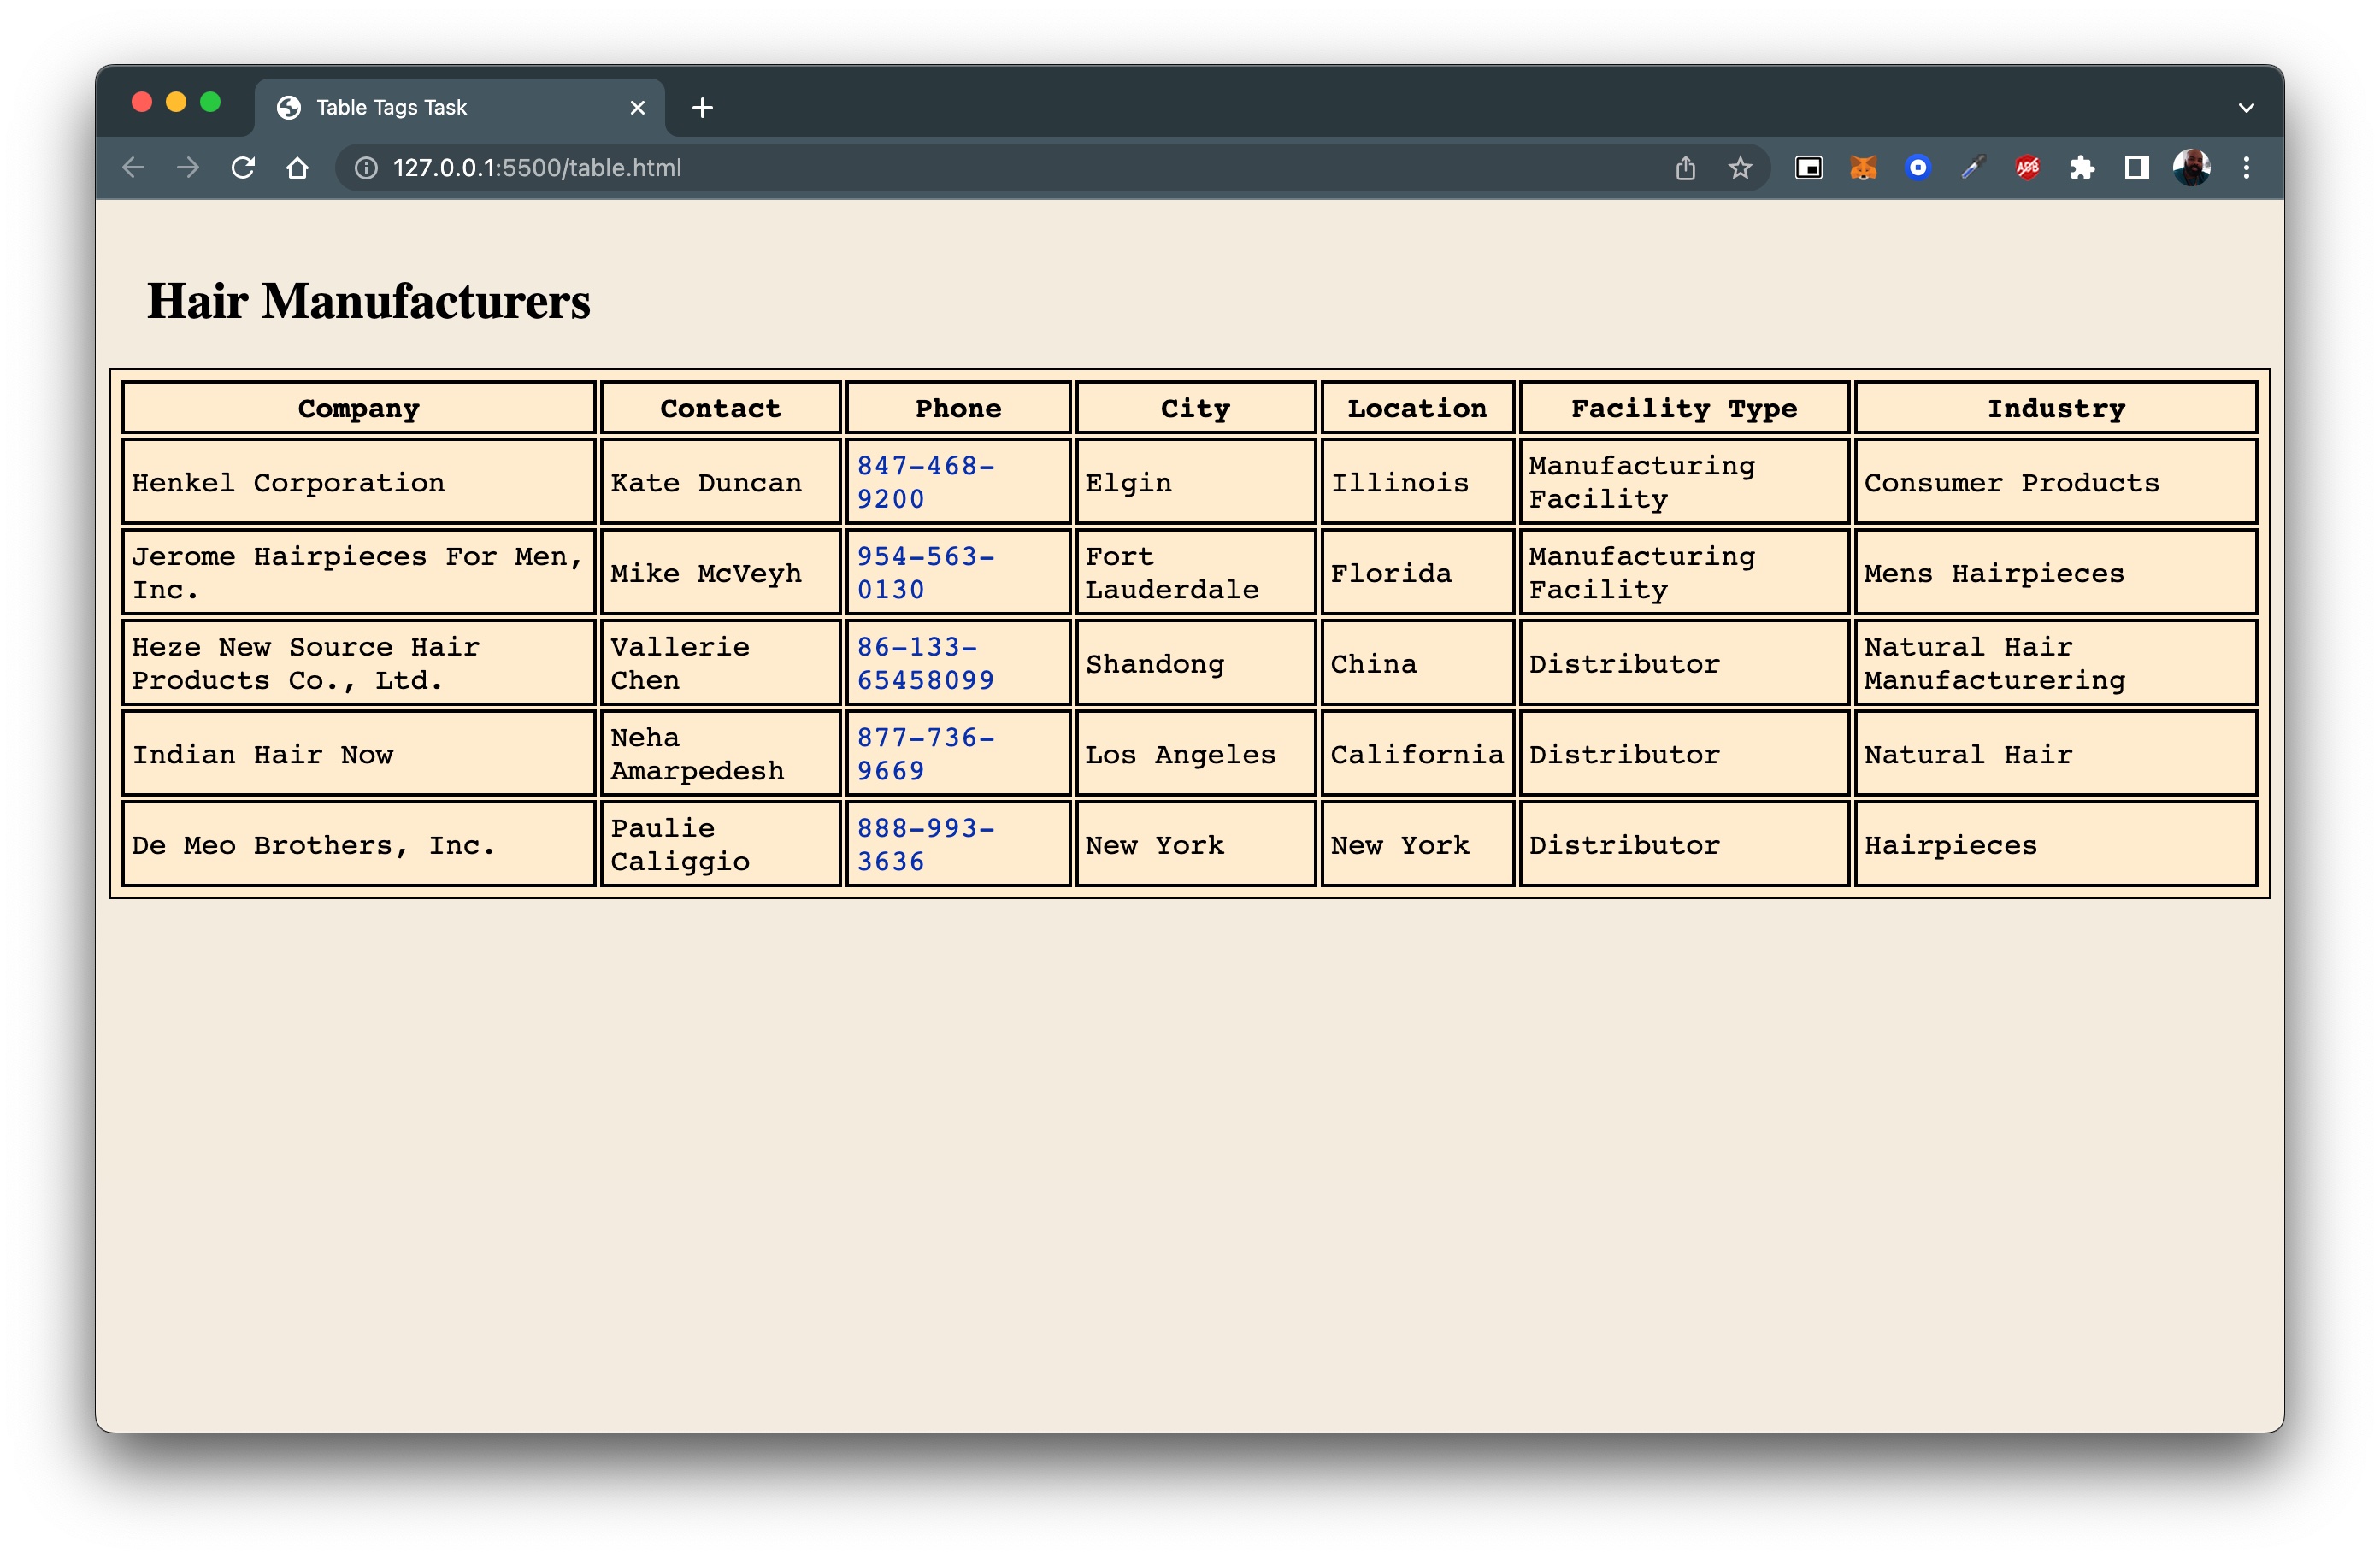 Table Tags Task
127.0.0.1:5500/table.html
ABB
Hair Manufacturers
Company Contact Phone City Location Facility Type Industry
Henkel Corporation Kate Duncan 847-468-9200 Elgin Illinois Manufacturing Facility Consumer Products
Jerome Hairpieces For Men, Inc. Mike McVeyh 954-563-0130 Fort Lauderdale Florida Manufacturing Facility Mens Hairpieces
Heze New Source Hair Products Co., Ltd. Vallerie Chen 86-133-65458099 Shandong China Distributor Natural Hair Manufacturering
Indian Hair Now Neha Amarpedesh 877-736-9669 Los Angeles California Distributor Natural Hair
De Meo Brothers, Inc. Paulie Caliggio 888-993-3636 New York New York Distributor Hairpieces